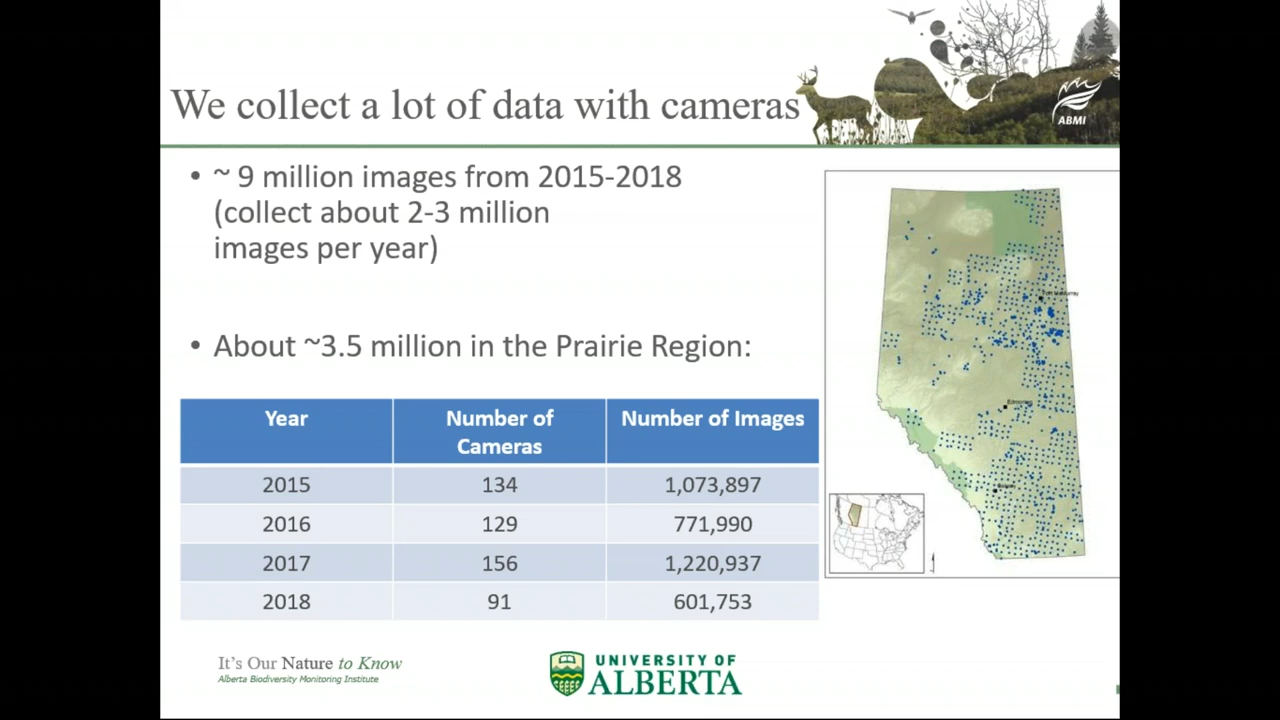 We collect a lot of data with cameras
ABMI
• ~ 9 million images from 2015-2018
(collect about 2-3 million
images per year)
• About ~3.5 million in the Prairie Region:
Year Number of Cameras Number of Images
2015 134 1,073,897
2016 129 771,990
2017 156 1,220,937
2018 91 601,753
Fort McMurray
Edmonton
It's Our Nature to Know
Alberta Biodiversity Monitoring Institute
UNIVERSITY OF
ALBERTA